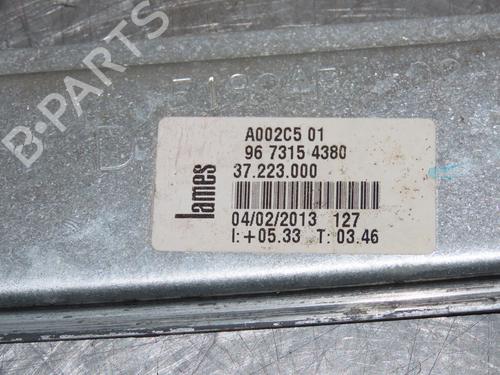 B-PARTS
A002C5 01
96 7315 4380
37.223.000
lames
04/02/2013 127
I:+05.33 T: 03.46